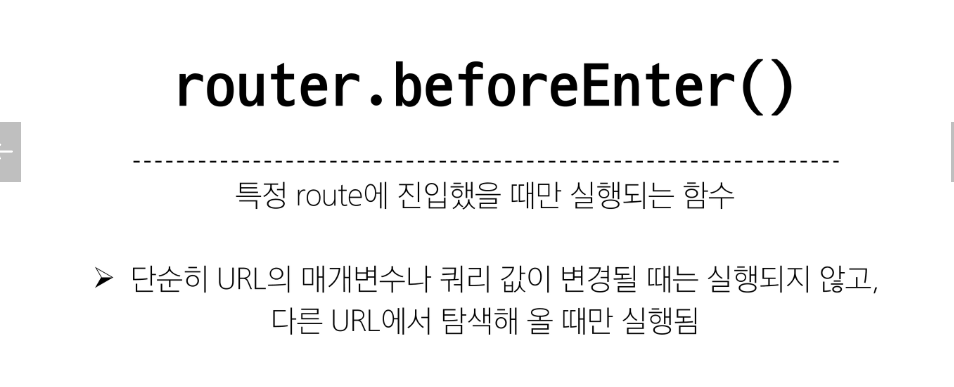 router.beforeEnter()
특정 route에 진입했을 때만 실행되는 함수
➢ 단순히 URL의 매개변수나 쿼리 값이 변경될 때는 실행되지 않고,
다른 URL에서 탐색해 올 때만 실행됨